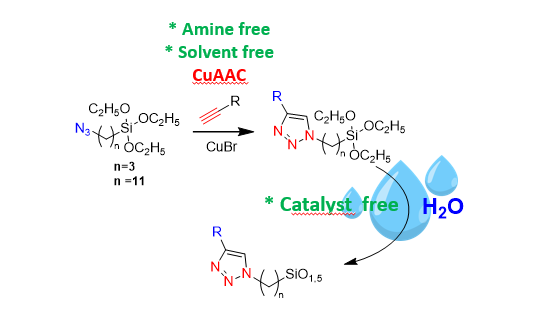 * Amine free
* Solvent free
CuAAC
R
CuBr
N₃
( )n
Si
C₂H₅O
OC₂H₅
OC₂H₅
n=3
n =11
R
N
N
N
( )n
Si
C₂H₅O
OC₂H₅
OC₂H₅
* Catalyst free
H₂O
R
N
N
N
( )n
SiO₁,₅